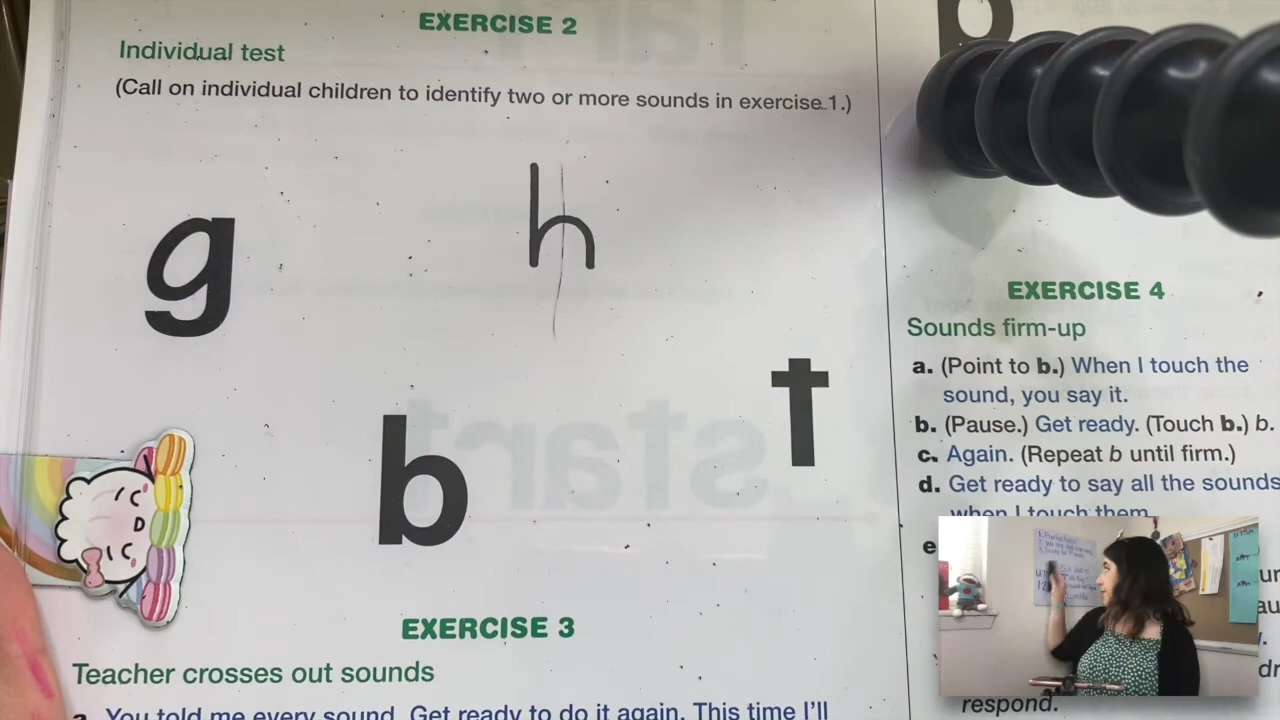 EXERCISE 2
Individual test
(Call on individual children to identify two or more sounds in exercise 1.)
g
h
b
t
EXERCISE 3
Teacher crosses out sounds
a. You told me every sound. Get ready to do it again. This time I'll
b
EXERCISE 4
Sounds firm-up
a. (Point to b.) When I touch the
sound, you say it.
b. (Pause.) Get ready. (Touch b.) b.
c. Again. (Repeat b until firm.)
d. Get ready to say all the sounds
when I touch them.
e
respond.